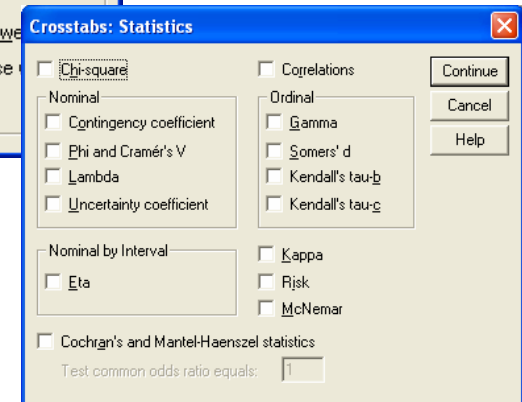 we
se
Crosstabs: Statistics
Chi-square
Correlations
Continue
Cancel
Help
Nominal
Contingency coefficient
Phi and Cramér's V
Lambda
Uncertainty coefficient
Ordinal
Gamma
Somers' d
Kendall's tau-b
Kendall's tau-c
Nominal by Interval
Eta
Kappa
Risk
McNemar
Cochran's and Mantel-Haenszel statistics
Test common odds ratio equals: 1